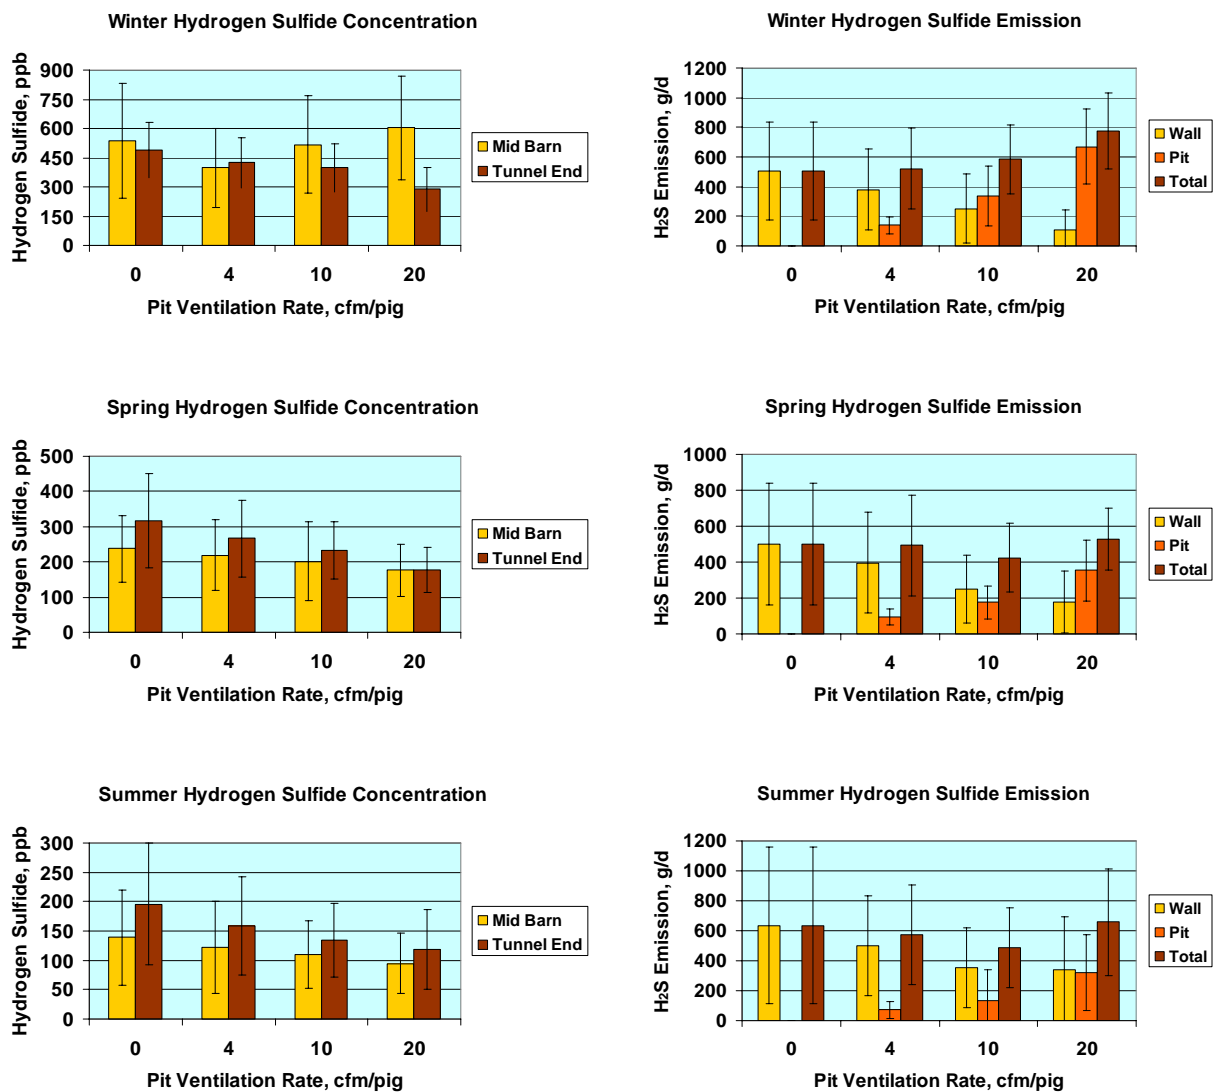 Winter Hydrogen Sulfide Concentration
Hydrogen Sulfide, ppb
900
750
600
450
300
150
0
0 4 10 20
Pit Ventilation Rate, cfm/pig
Mid Barn
Tunnel End
Winter Hydrogen Sulfide Emission
H2S Emission, g/d
1200
1000
800
600
400
200
0
0 4 10 20
Pit Ventilation Rate, cfm/pig
Wall
Pit
Total
Spring Hydrogen Sulfide Concentration
Hydrogen Sulfide, ppb
500
400
300
200
100
0
0 4 10 20
Pit Ventilation Rate, cfm/pig
Mid Barn
Tunnel End
Spring Hydrogen Sulfide Emission
H2S Emission, g/d
1000
800
600
400
200
0
0 4 10 20
Pit Ventilation Rate, cfm/pig
Wall
Pit
Total
Summer Hydrogen Sulfide Concentration
Hydrogen Sulfide, ppb
300
250
200
150
100
50
0
0 4 10 20
Pit Ventilation Rate, cfm/pig
Mid Barn
Tunnel End
Summer Hydrogen Sulfide Emission
H2S Emission, g/d
1200
1000
800
600
400
200
0
0 4 10 20
Pit Ventilation Rate, cfm/pig
Wall
Pit
Total